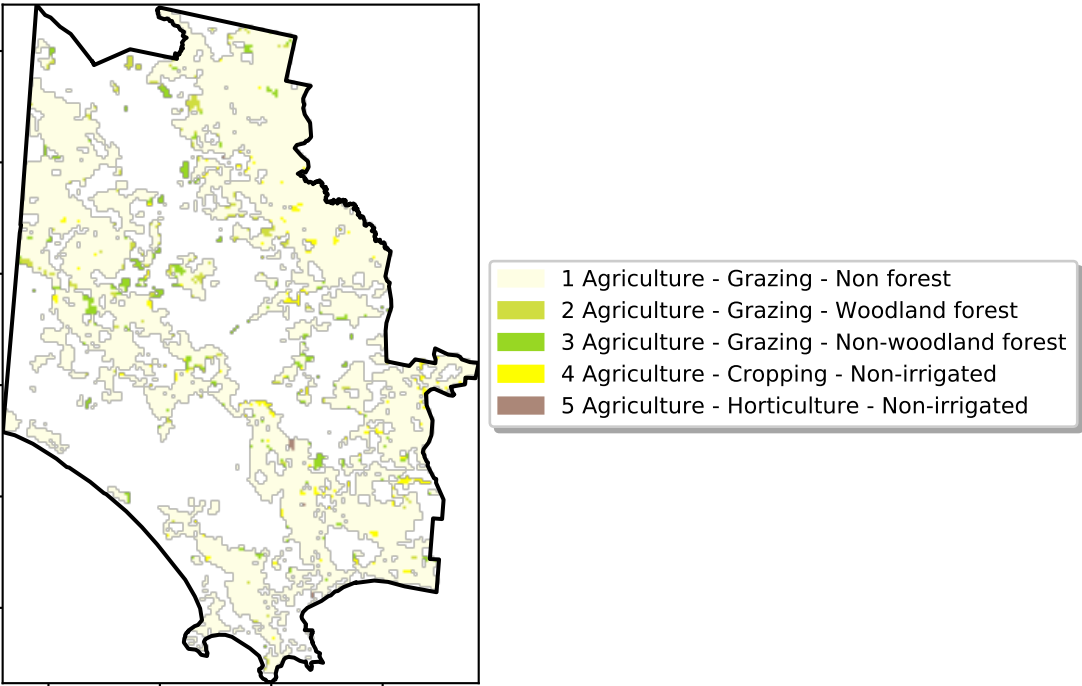 1 Agriculture - Grazing - Non forest
2 Agriculture - Grazing - Woodland forest
3 Agriculture - Grazing - Non-woodland forest
4 Agriculture - Cropping - Non-irrigated
5 Agriculture - Horticulture - Non-irrigated